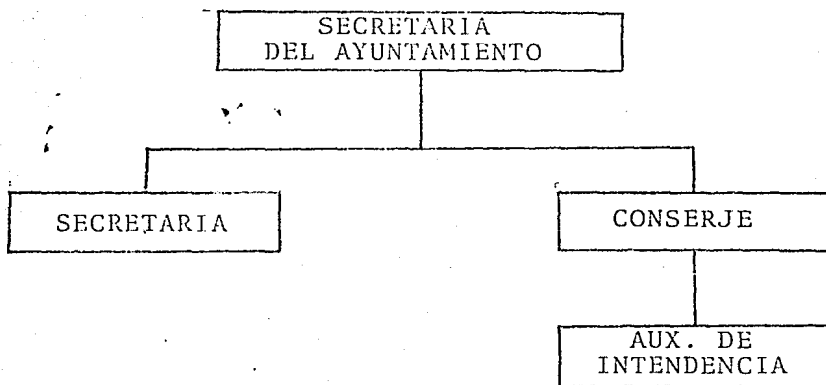 SECRETARIA
DEL AYUNTAMIENTO
SECRETARIA
CONSERJE
AUX. DE
INTENDENCIA